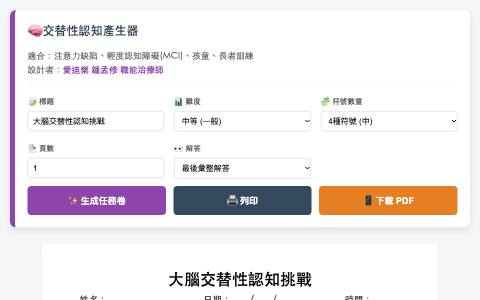 🧠交替性認知產生器
適合：注意力缺陷、輕度認知障礙(MCI)、孩童、長者訓練
設計者：愛迪樂 鍾孟修 職能治療師
📝 標題 📊 難度 🧩 符號數量
大腦交替性認知挑戰 中等 (一般) 4種符號 (中)
📄 頁數 👀 解答
1 最後彙整解答
✨ 生成任務卷 🖨️ 列印 📱 下載 PDF
大腦交替性認知挑戰
姓名： 日期： / / 時間：